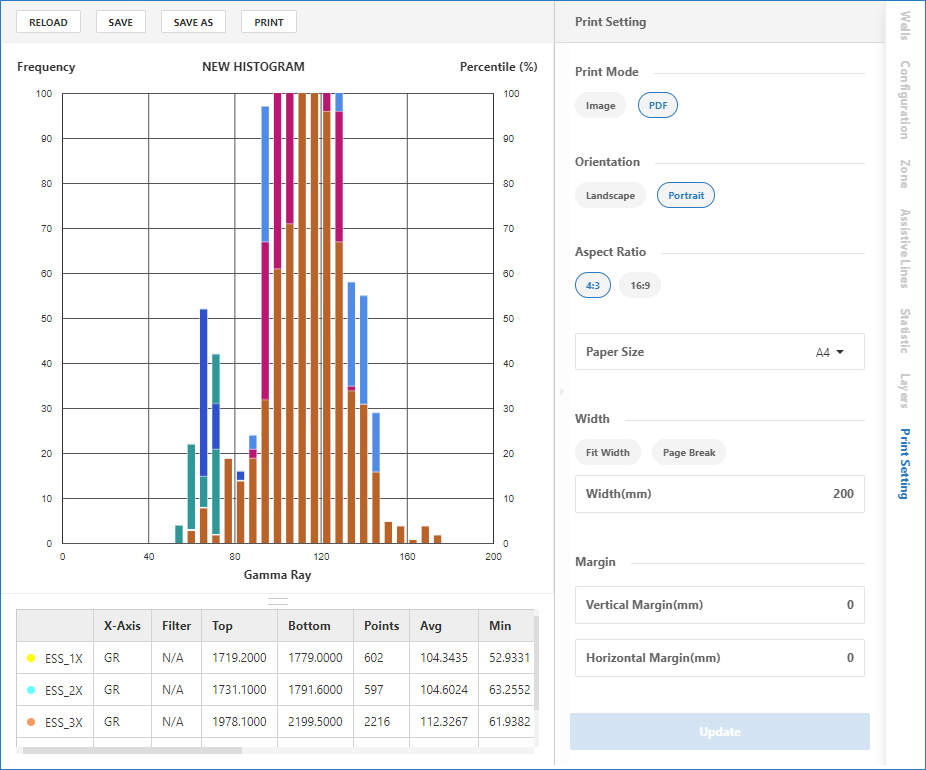 RELOAD SAVE SAVE AS PRINT
Frequency NEW HISTOGRAM Percentile (%)
100 100
90 90
80 80
70 70
60 60
50 50
40 40
30 30
20 20
10 10
0 0
0 40 80 120 160 200
Gamma Ray
X-Axis Filter Top Bottom Points Avg Min
ESS_1X GR N/A 1719.2000 1779.0000 602 104.3435 52.9331
ESS_2X GR N/A 1731.1000 1791.6000 597 104.6024 63.2552
ESS_3X GR N/A 1978.1000 2199.5000 2216 112.3267 61.9382
Print Setting
Print Mode
Image PDF
Orientation
Landscape Portrait
Aspect Ratio
4:3 16:9
Paper Size A4
Width
Fit Width Page Break
Width(mm) 200
Margin
Vertical Margin(mm) 0
Horizontal Margin(mm) 0
Update
Wells
Configuration
Zone
Assistive Lines
Statistic
Layers
Print Setting